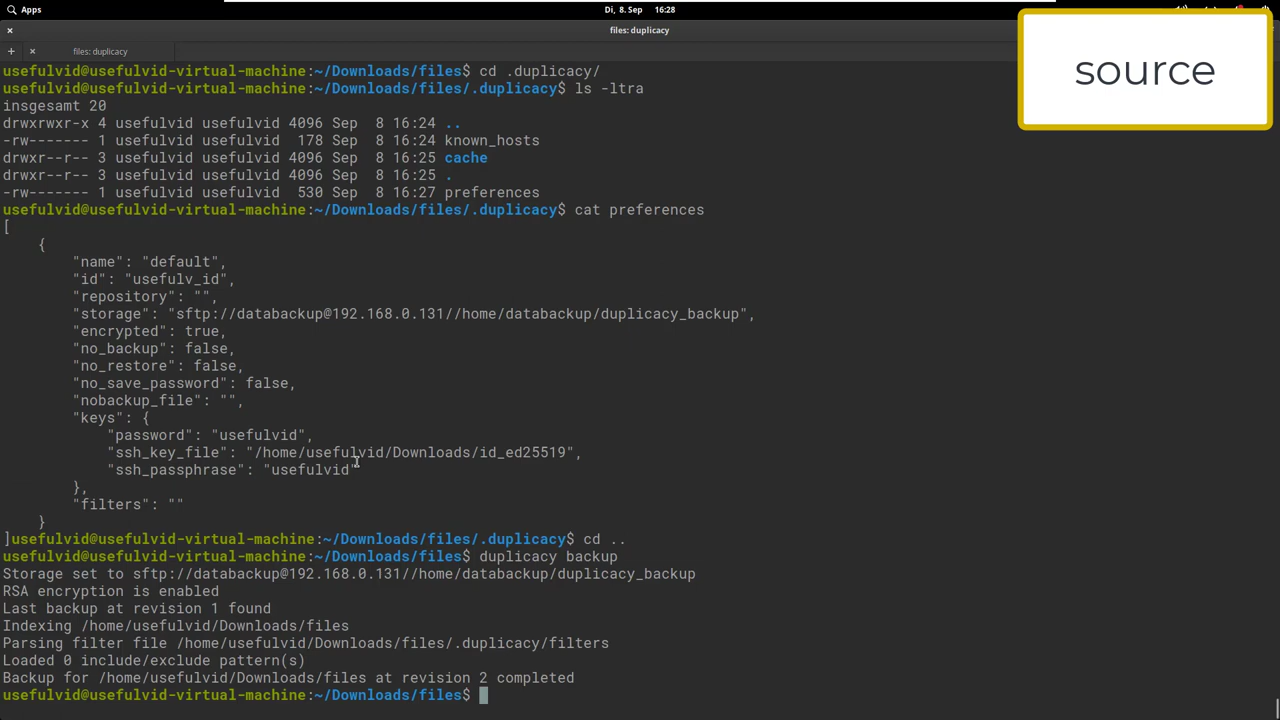 Apps
Di, 8. Sep 16:28
files: duplicacy
files: duplicacy
source
usefulvid@usefulvid-virtual-machine:~/Downloads/files$ cd .duplicacy/
usefulvid@usefulvid-virtual-machine:~/Downloads/files/.duplicacy$ ls -ltra
insgesamt 20
drwxrwxr-x 4 usefulvid usefulvid 4096 Sep  8 16:24 ..
-rw------- 1 usefulvid usefulvid  178 Sep  8 16:24 known_hosts
drwxr--r-- 3 usefulvid usefulvid 4096 Sep  8 16:25 cache
drwxr--r-- 3 usefulvid usefulvid 4096 Sep  8 16:25 .
-rw------- 1 usefulvid usefulvid  530 Sep  8 16:27 preferences
usefulvid@usefulvid-virtual-machine:~/Downloads/files/.duplicacy$ cat preferences
[
    {
        "name": "default",
        "id": "usefulv_id",
        "repository": "",
        "storage": "sftp://databackup@192.168.0.131//home/databackup/duplicacy_backup",
        "encrypted": true,
        "no_backup": false,
        "no_restore": false,
        "no_save_password": false,
        "nobackup_file": "",
        "keys": {
            "password": "usefulvid",
            "ssh_key_file": "/home/usefulvid/Downloads/id_ed25519",
            "ssh_passphrase": "usefulvid"
        },
        "filters": ""
    }
]usefulvid@usefulvid-virtual-machine:~/Downloads/files/.duplicacy$ cd ..
usefulvid@usefulvid-virtual-machine:~/Downloads/files$ duplicacy backup
Storage set to sftp://databackup@192.168.0.131//home/databackup/duplicacy_backup
RSA encryption is enabled
Last backup at revision 1 found
Indexing /home/usefulvid/Downloads/files
Parsing filter file /home/usefulvid/Downloads/files/.duplicacy/filters
Loaded 0 include/exclude pattern(s)
Backup for /home/usefulvid/Downloads/files at revision 2 completed
usefulvid@usefulvid-virtual-machine:~/Downloads/files$